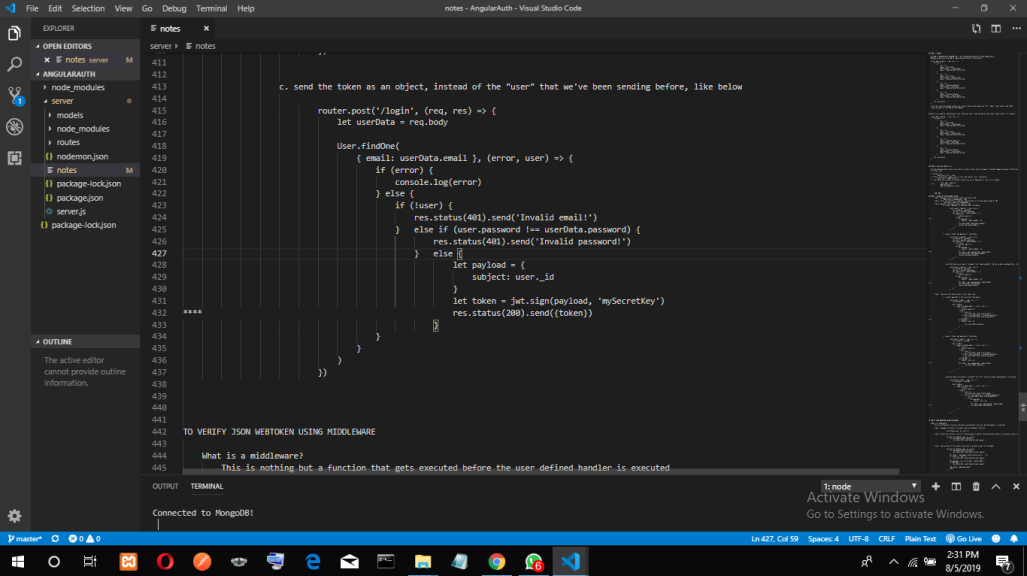 File Edit Selection View Go Debug Terminal Help
notes - AngularAuth - Visual Studio Code
EXPLORER
OPEN EDITORS
notes server M
ANGULARAUTH
node_modules
server
models
node_modules
routes
nodemon.json
notes M
package-lock.json
package.json
server.js
package-lock.json
OUTLINE
The active editor
cannot provide outline
information.
notes
server notes
411
412
413 c. send the token as an object, instead of the "user" that we've been sending before, like below
414
415 router.post('/login', (req, res) => {
416 let userData = req.body
417
418 User.findOne(
419 { email: userData.email }, (error, user) => {
420 if (error) {
421 console.log(error)
422 } else {
423 if (!user) {
424 res.status(401).send('Invalid email!')
425 } else if (user.password !== userData.password) {
426 res.status(401).send('Invalid password!')
427 } else {
428 let payload = {
429 subject: user._id
430 }
431 let token = jwt.sign(payload, 'mySecretKey')
432 **** res.status(200).send({token})
433 }
434 }
435 }
436 )
437 })
438
439
440
441
442 TO VERIFY JSON WEBTOKEN USING MIDDLEWARE
443
444 What is a middleware?
445 This is nothing but a function that gets executed before the user defined handler is executed
OUTPUT TERMINAL
1: node
Connected to MongoDB!
Activate Windows
Go to Settings to activate Windows.
master* 0 0
Ln 427, Col 59 Spaces: 4 UTF-8 CRLF Plain Text Go Live
1
6
2:31 PM
8/5/2019
7